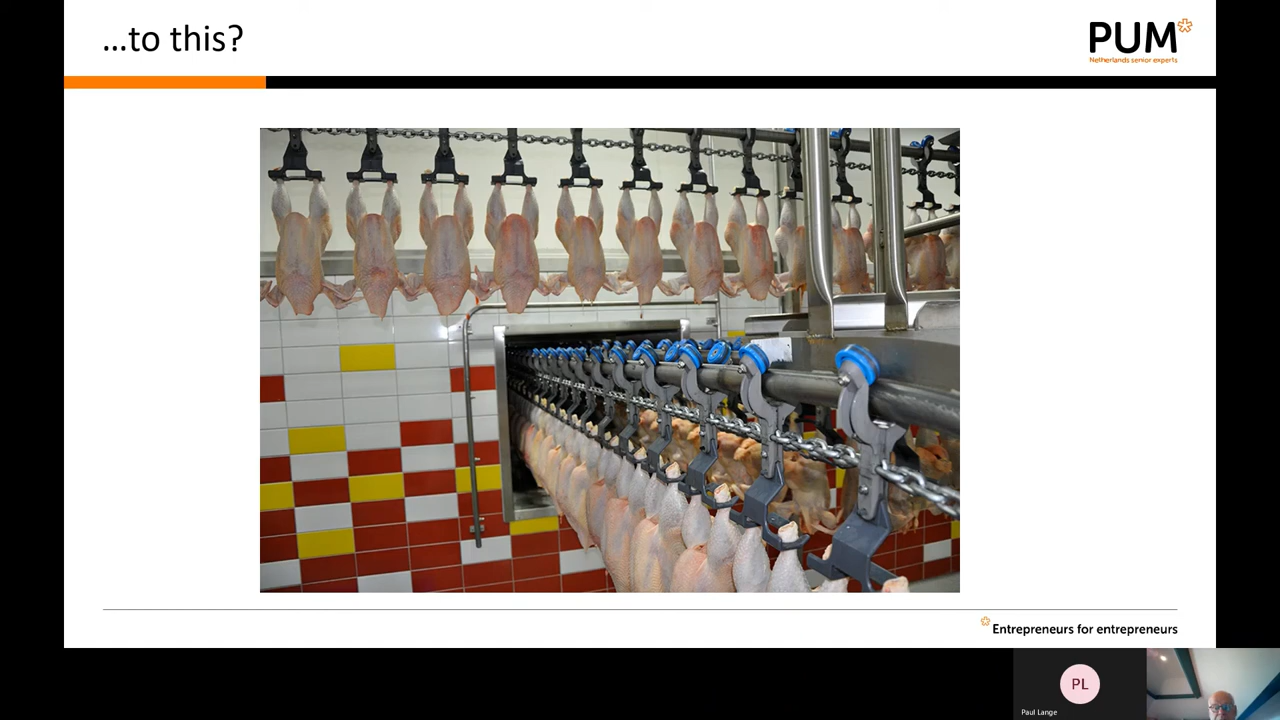 ...to this?
PUM
Netherlands senior experts
Entrepreneurs for entrepreneurs
PL
Paul Lange